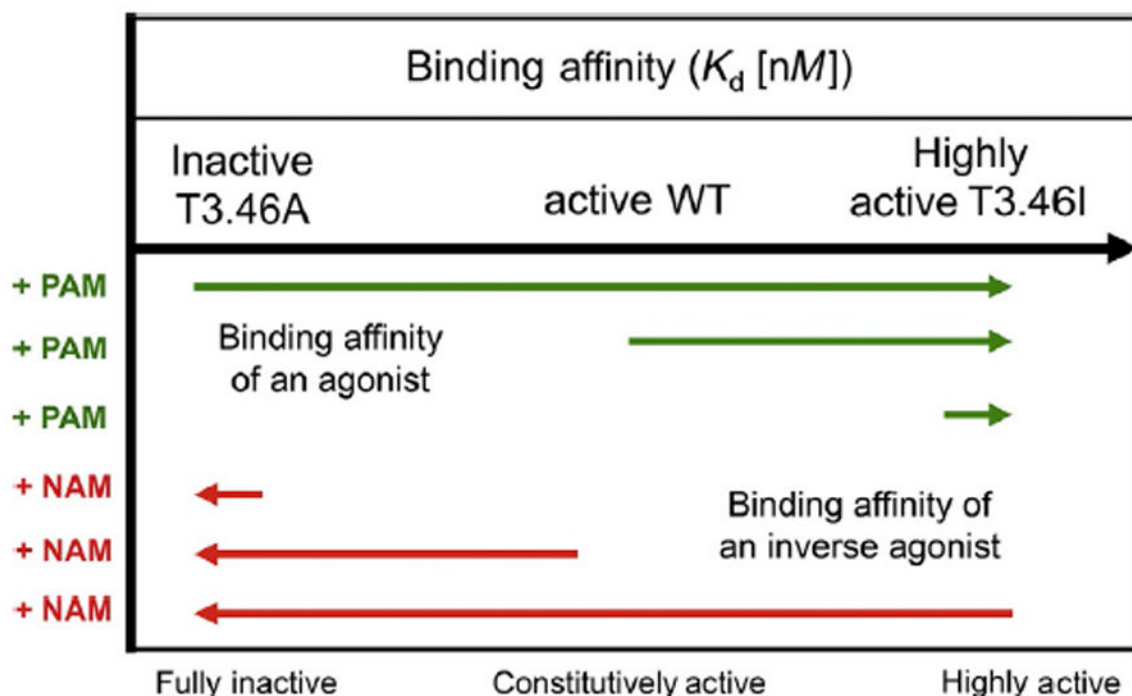 Binding affinity (Kd [nM])
Inactive
T3.46A
active WT
Highly
active T3.46I
+ PAM
+ PAM
+ PAM
Binding affinity
of an agonist
+ NAM
+ NAM
+ NAM
Binding affinity of
an inverse agonist
Fully inactive
Constitutively active
Highly active